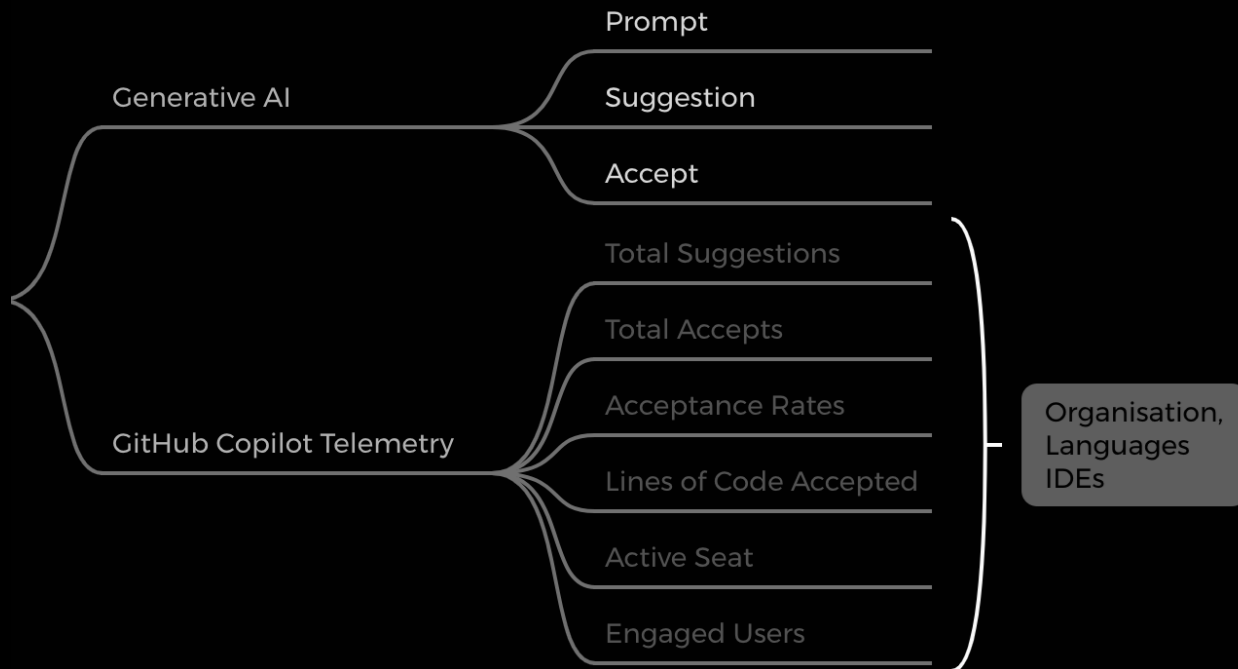 Prompt
Generative AI
Suggestion
Accept
Total Suggestions
Total Accepts
Acceptance Rates
GitHub Copilot Telemetry
Lines of Code Accepted
Active Seat
Engaged Users
Organisation,
Languages
IDEs